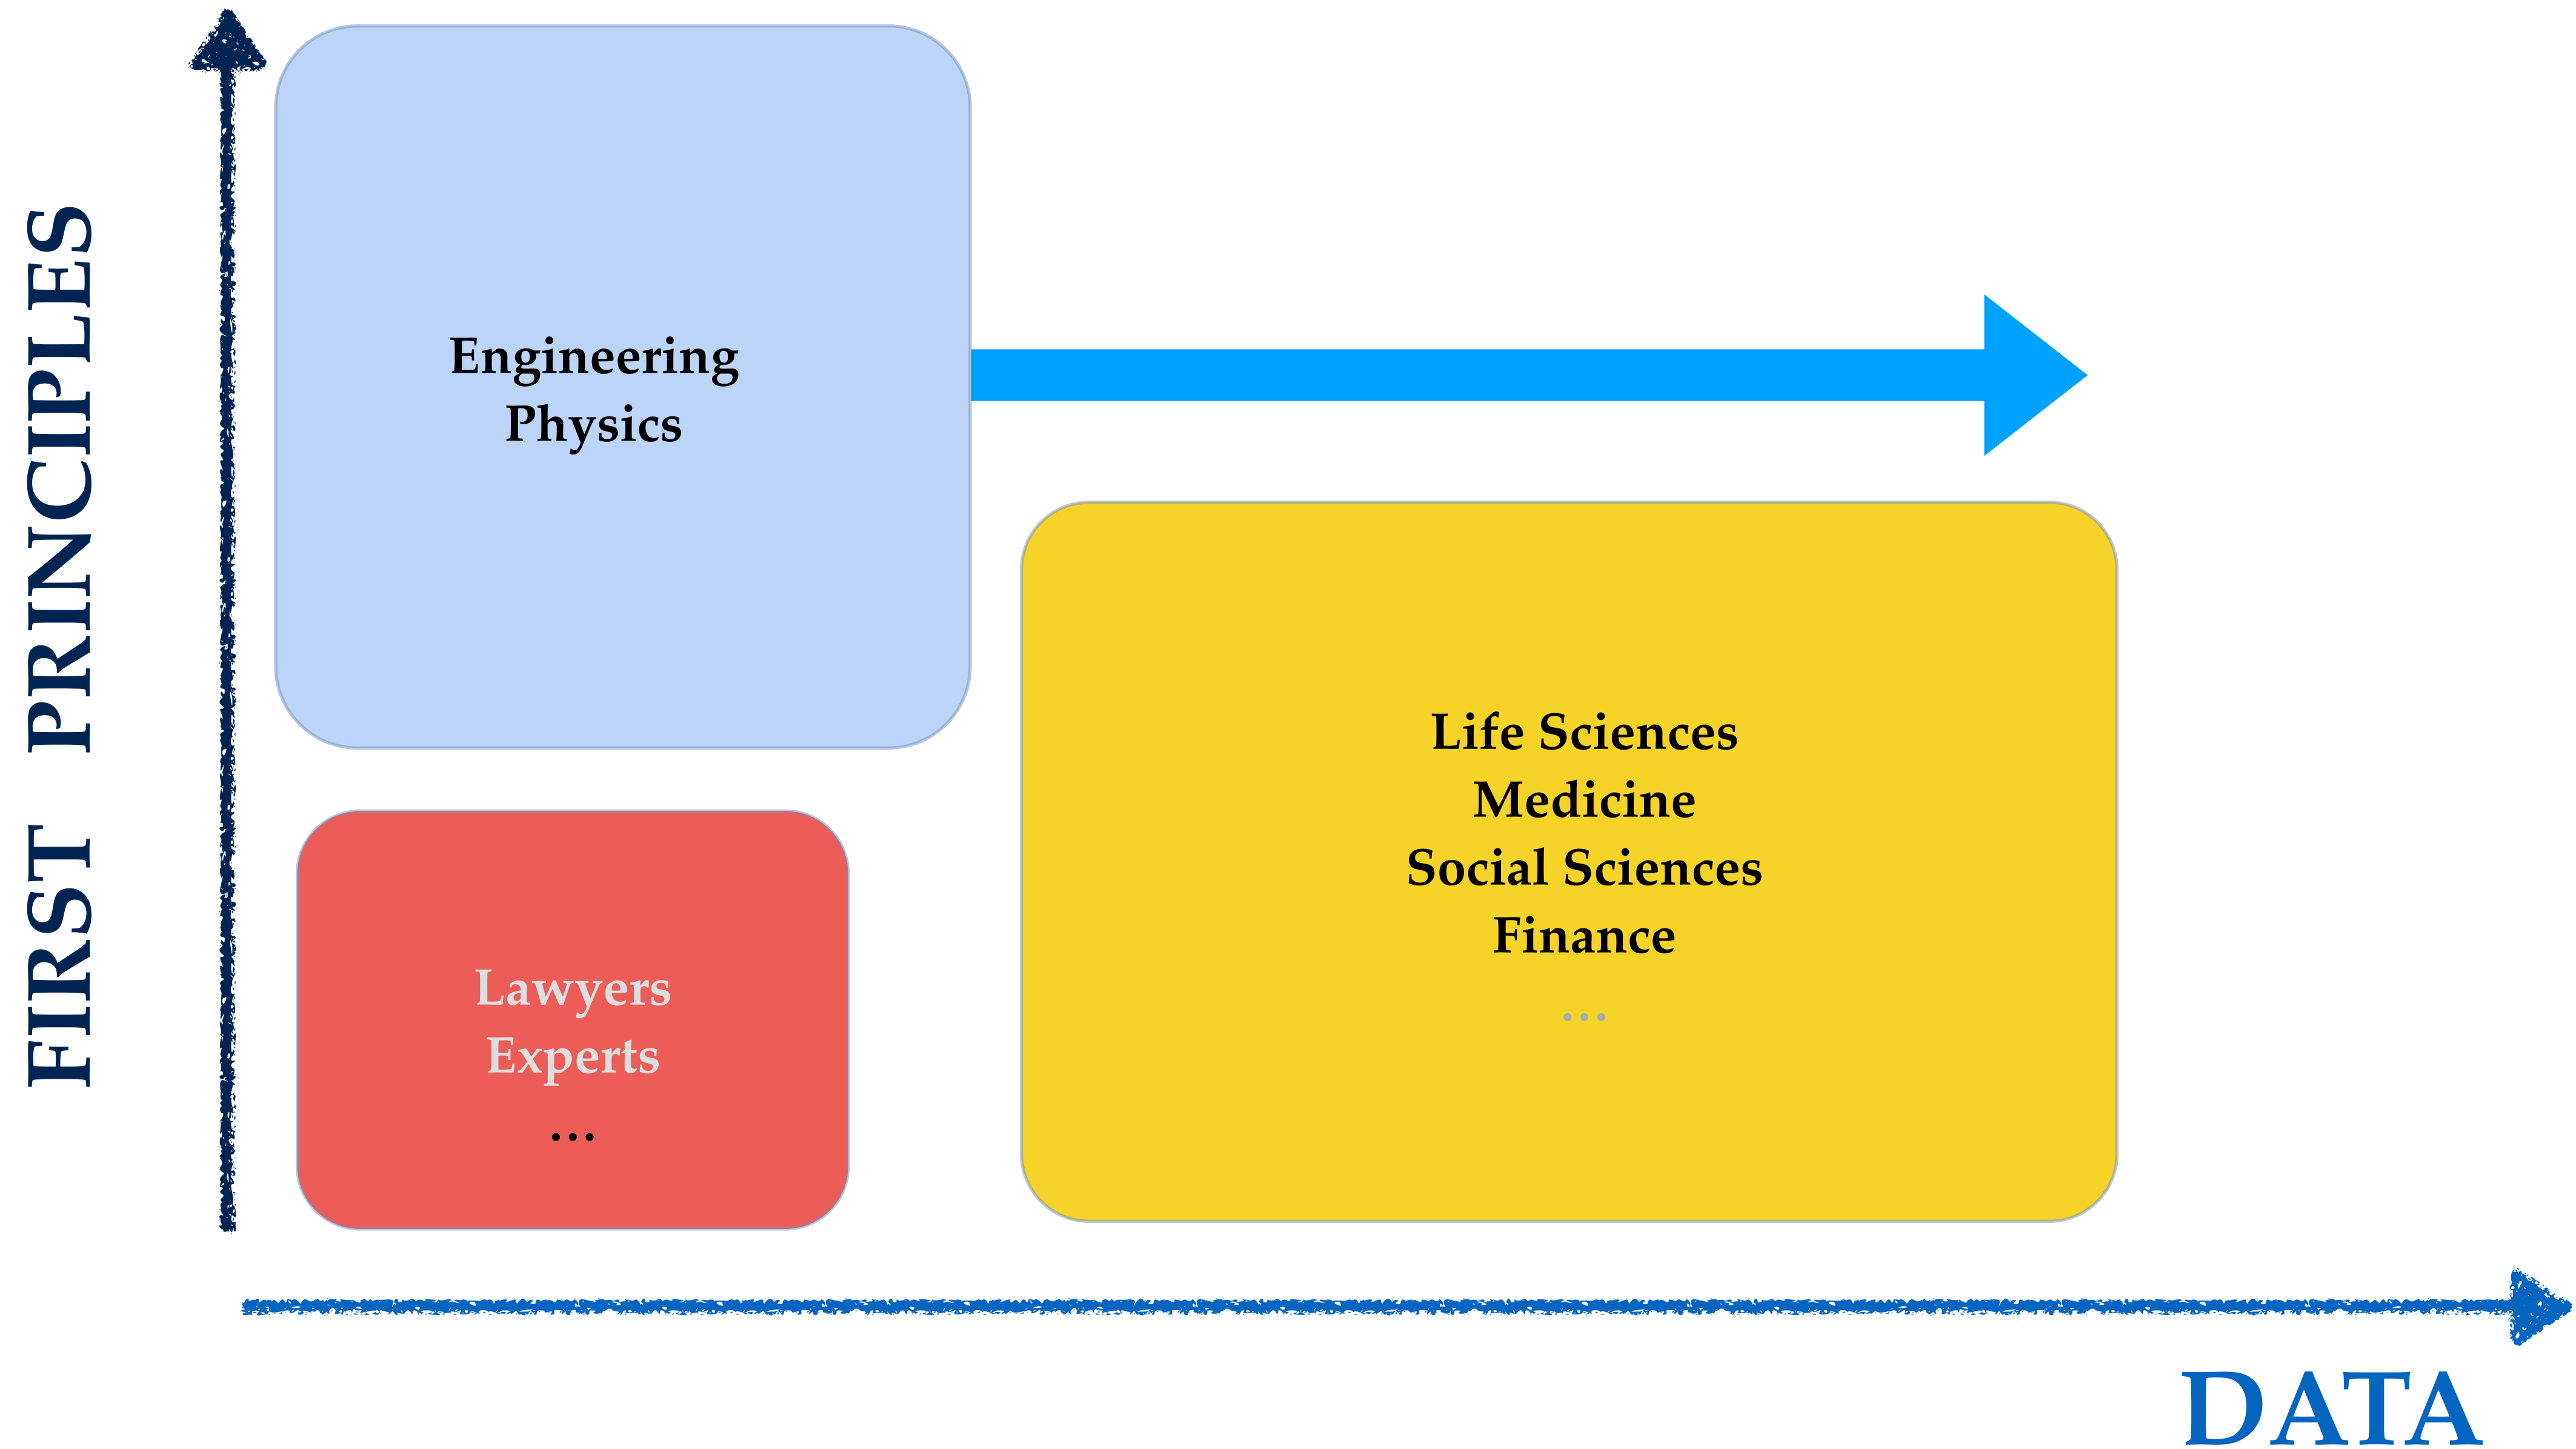 FIRST PRINCIPLES
Engineering
Physics
Life Sciences
Medicine
Social Sciences
Finance
...
Lawyers
Experts
...
DATA